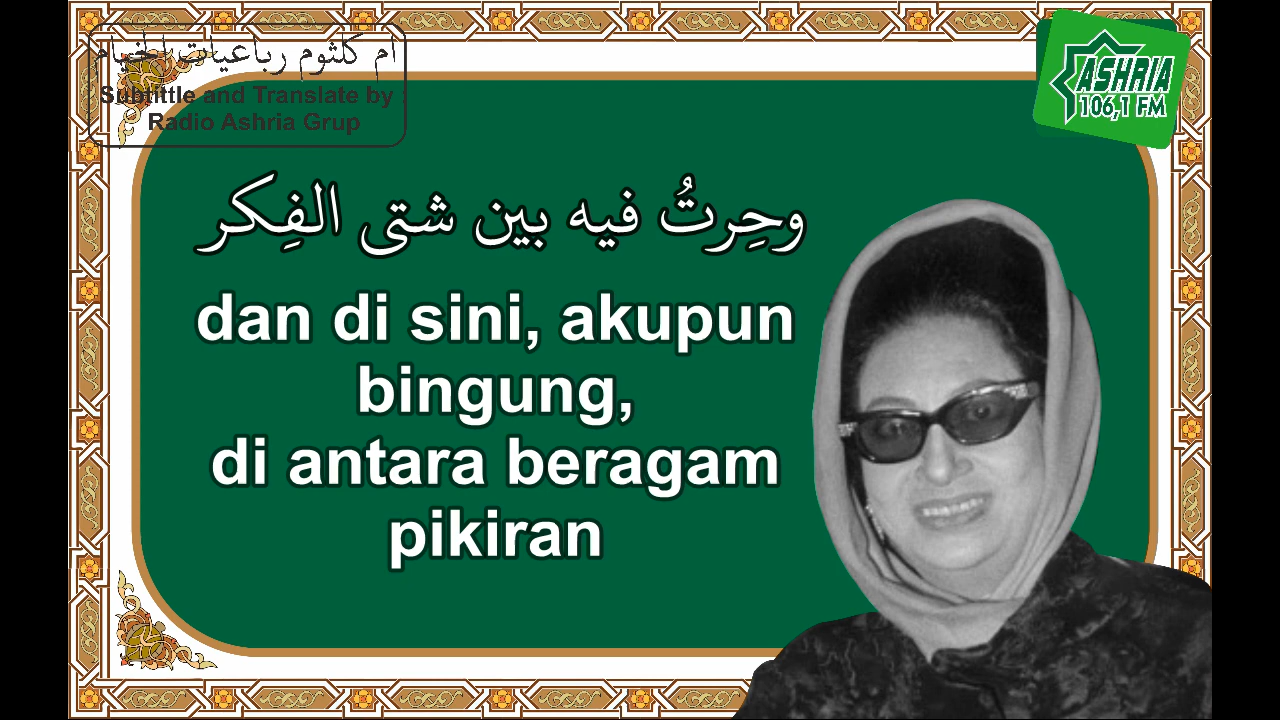 ام كلثوم رباعيات الخيام
Subtittle and Translate by :
Radio Ashria Grup
ASHRIA
106,1 FM
وحِرتُ فيه بين شتى الفِكر
dan di sini, akupun
bingung,
di antara beragam
pikiran